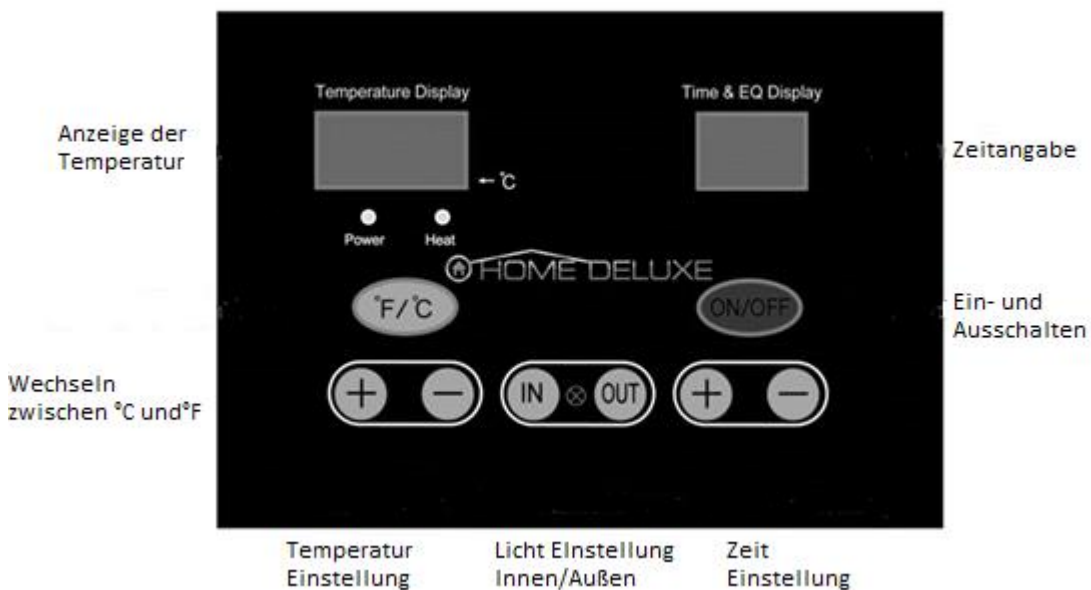 Temperature Display
Time & EQ Display
Anzeige der
Temperatur
Zeitangabe
← °C
Power
Heat
HOME DELUXE
°F/°C
ON/OFF
Ein- und
Ausschalten
Wechseln
zwischen °C und°F
+
−
IN
OUT
+
−
Temperatur
Einstellung
Licht EInstellung
Innen/Außen
Zeit
Einstellung